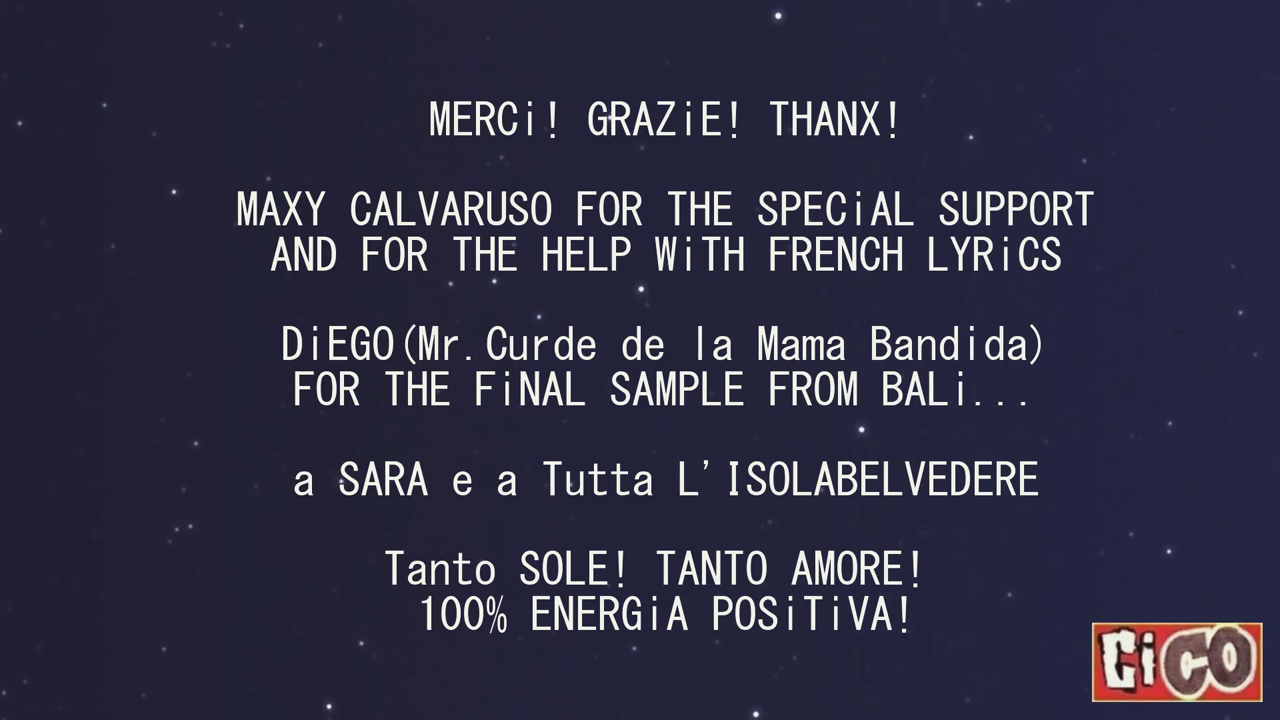 MERCi! GRAZiE! THANX!
MAXY CALVARUSO FOR THE SPECiAL SUPPORT
AND FOR THE HELP WiTH FRENCH LYRiCS
DiEGO(Mr.Curde de la Mama Bandida)
FOR THE FiNAL SAMPLE FROM BALi...
a SARA e a Tutta L'ISOLABELVEDERE
Tanto SOLE! TANTO AMORE!
100% ENERGiA POSiTiVA!
CiCO